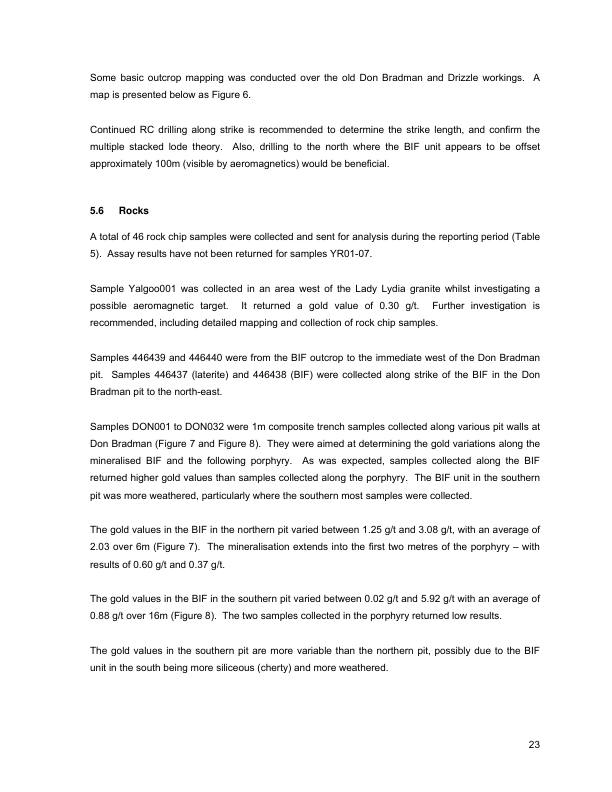 Some basic outcrop mapping was conducted over the old Don Bradman and Drizzle workings.  A
map is presented below as Figure 6.
Continued RC drilling along strike is recommended to determine the strike length, and confirm the
multiple stacked lode theory.  Also, drilling to the north where the BIF unit appears to be offset
approximately 100m (visible by aeromagnetics) would be beneficial.
5.6 Rocks
A total of 46 rock chip samples were collected and sent for analysis during the reporting period (Table
5).  Assay results have not been returned for samples YR01-07.
Sample Yalgoo001 was collected in an area west of the Lady Lydia granite whilst investigating a
possible aeromagnetic target.  It returned a gold value of 0.30 g/t.  Further investigation is
recommended, including detailed mapping and collection of rock chip samples.
Samples 446439 and 446440 were from the BIF outcrop to the immediate west of the Don Bradman
pit.  Samples 446437 (laterite) and 446438 (BIF) were collected along strike of the BIF in the Don
Bradman pit to the north-east.
Samples DON001 to DON032 were 1m composite trench samples collected along various pit walls at
Don Bradman (Figure 7 and Figure 8).  They were aimed at determining the gold variations along the
mineralised BIF and the following porphyry.  As was expected, samples collected along the BIF
returned higher gold values than samples collected along the porphyry.  The BIF unit in the southern
pit was more weathered, particularly where the southern most samples were collected.
The gold values in the BIF in the northern pit varied between 1.25 g/t and 3.08 g/t, with an average of
2.03 over 6m (Figure 7).  The mineralisation extends into the first two metres of the porphyry – with
results of 0.60 g/t and 0.37 g/t.
The gold values in the BIF in the southern pit varied between 0.02 g/t and 5.92 g/t with an average of
0.88 g/t over 16m (Figure 8).  The two samples collected in the porphyry returned low results.
The gold values in the southern pit are more variable than the northern pit, possibly due to the BIF
unit in the south being more siliceous (cherty) and more weathered.
23